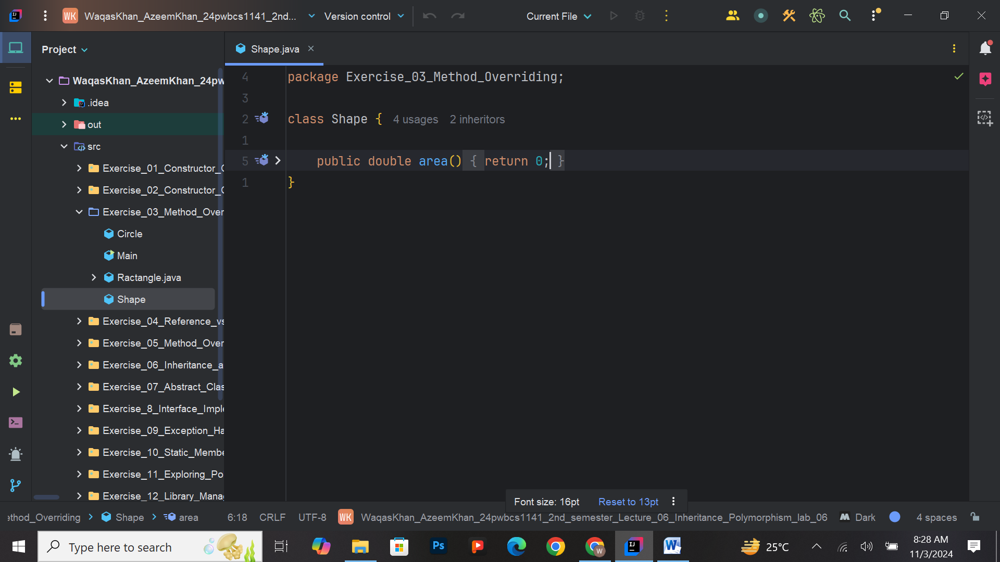 WK WaqasKhan_AzeemKhan_24pwbcs1141_2nd... Version control Current File
Project
Shape.java
WaqasKhan_AzeemKhan_24pw
.idea
out
src
Exercise_01_Constructor_
Exercise_02_Constructor_
Exercise_03_Method_Over
Circle
Main
Ractangle.java
Shape
Exercise_04_Reference_vs
Exercise_05_Method_Over
Exercise_06_Inheritance_a
Exercise_07_Abstract_Clas
Exercise_8_Interface_Imple
Exercise_09_Exception_Ha
Exercise_10_Static_Membe
Exercise_11_Exploring_Po
Exercise_12_Library_Mana
4 package Exercise_03_Method_Overriding;
3
2 class Shape { 4 usages 2 inheritors
1
5 public double area() { return 0; }
1 }
Font size: 16pt Reset to 13pt
ethod_Overriding > Shape > area 6:18 CRLF UTF-8 WK WaqasKhan_AzeemKhan_24pwbcs1141_2nd_semester_Lecture_06_Inheritance_Polymorphism_lab_06 Dark 4 spaces
Type here to search
Ps
W
IJ
W
25°C
8:28 AM
11/3/2024